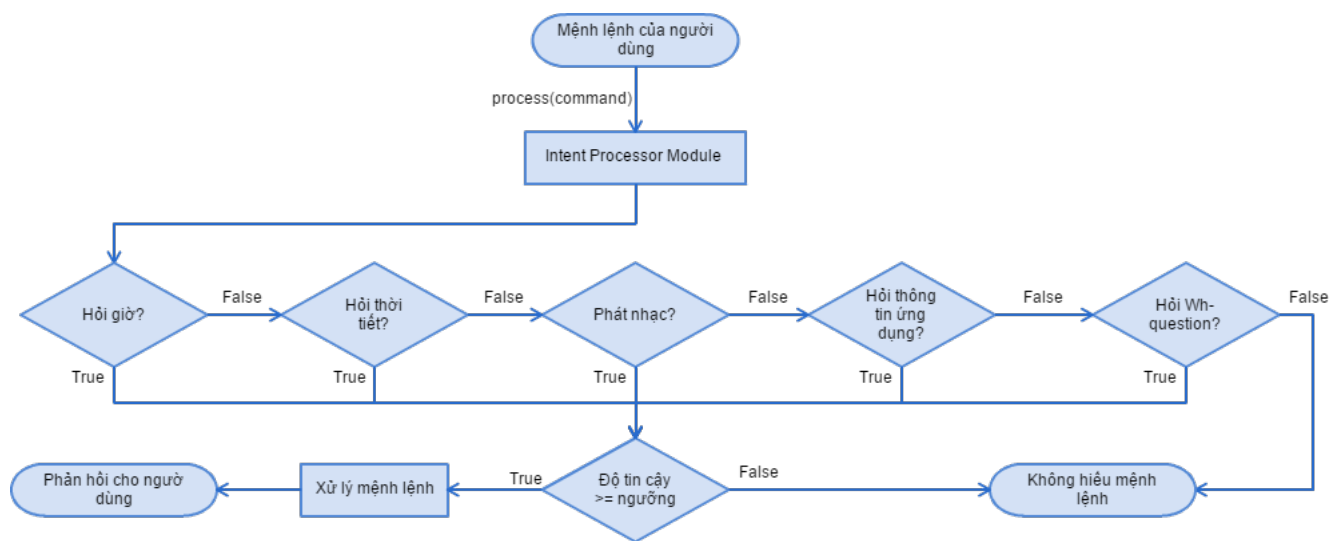 Mệnh lệnh của người
dùng
process(command)
Intent Processor Module
Hỏi giờ?
False
Hỏi thời
tiết?
False
Phát nhạc?
False
Hỏi thông
tin ứng
dụng?
False
Hỏi Wh-
question?
False
True
True
True
True
True
Phản hồi cho ngườ
dùng
Xử lý mệnh lệnh
True
Độ tin cậy
>= ngưỡng
False
Không hiểu mệnh
lệnh